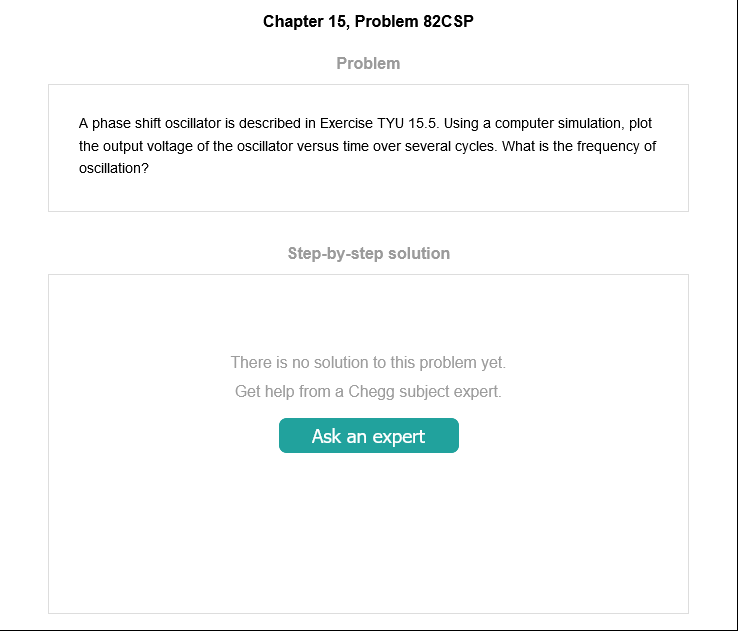 Chapter 15, Problem 82CSP
Problem
A phase shift oscillator is described in Exercise TYU 15.5. Using a computer simulation, plot
the output voltage of the oscillator versus time over several cycles. What is the frequency of
oscillation?
Step-by-step solution
There is no solution to this problem yet.
Get help from a Chegg subject expert.
Ask an expert